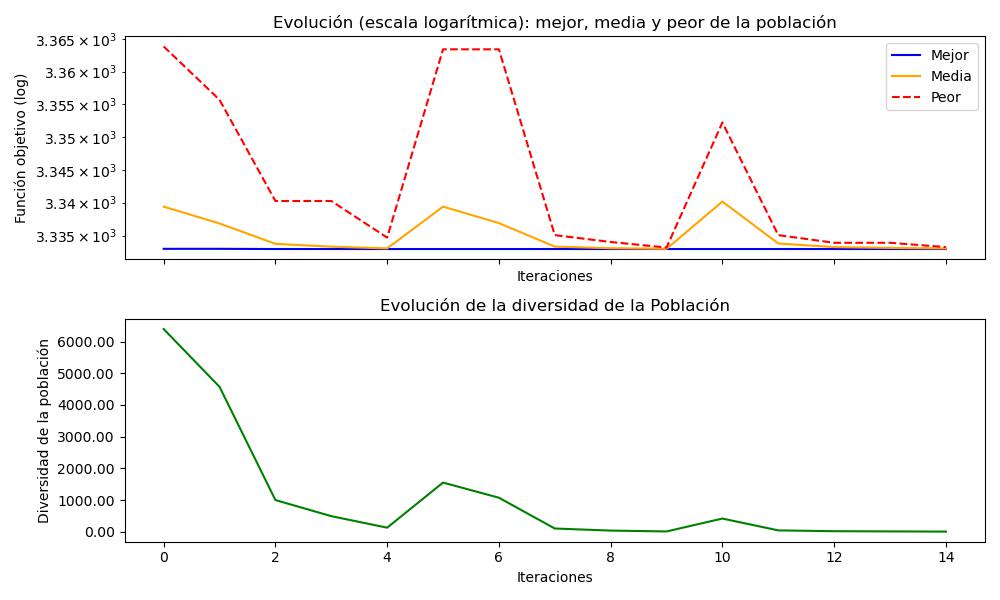 Evolución (escala logarítmica): mejor, media y peor de la población
Función objetivo (log)
3.365 × 10³
3.36 × 10³
3.355 × 10³
3.35 × 10³
3.345 × 10³
3.34 × 10³
3.335 × 10³
Mejor
Media
Peor
Iteraciones
Evolución de la diversidad de la Población
Diversidad de la población
6000.00
5000.00
4000.00
3000.00
2000.00
1000.00
0.00
0 2 4 6 8 10 12 14
Iteraciones